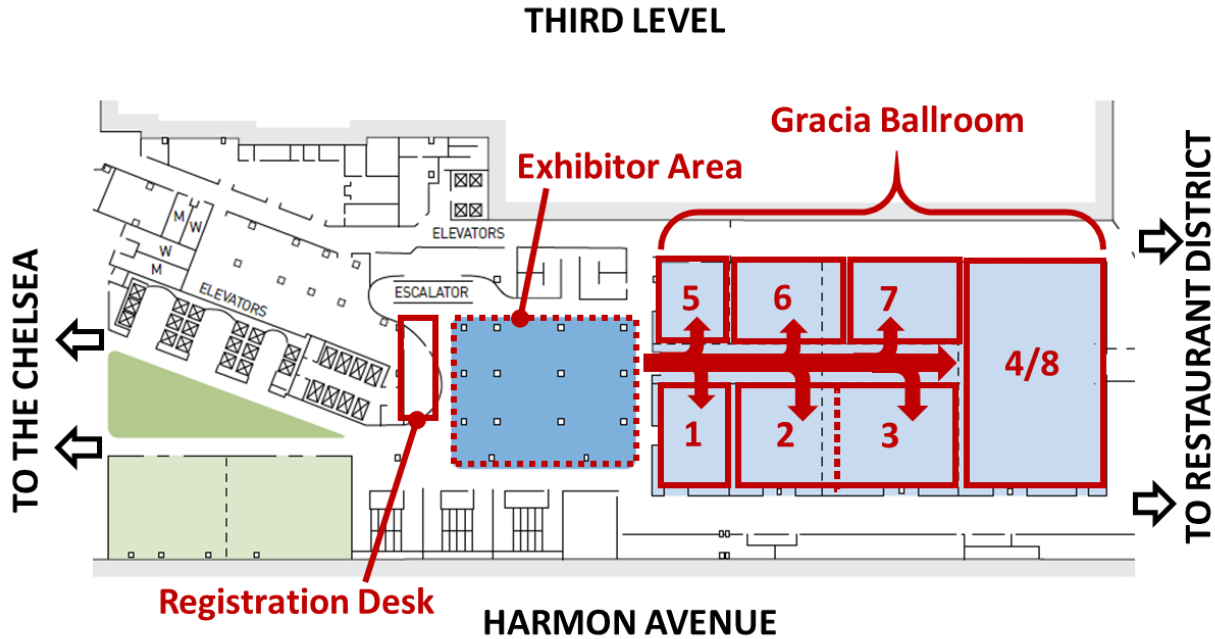 THIRD LEVEL
Gracia Ballroom
Exhibitor Area
ELEVATORS
M
W
W
M
ELEVATORS
ESCALATOR
5
6
7
4/8
1
2
3
TO THE CHELSEA
TO RESTAURANT DISTRICT
Registration Desk
HARMON AVENUE